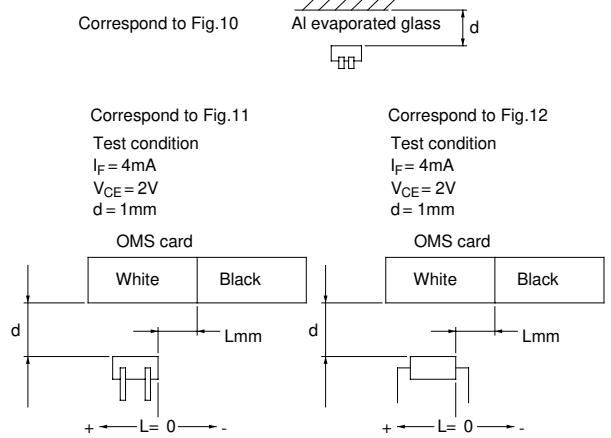 Correspond to Fig.10
Al evaporated glass
d
Correspond to Fig.11
Test condition
IF = 4mA
VCE = 2V
d = 1mm
OMS card
White Black
d
Lmm
+ L= 0 -
Correspond to Fig.12
Test condition
IF = 4mA
VCE = 2V
d = 1mm
OMS card
White Black
d
Lmm
+ L= 0 -